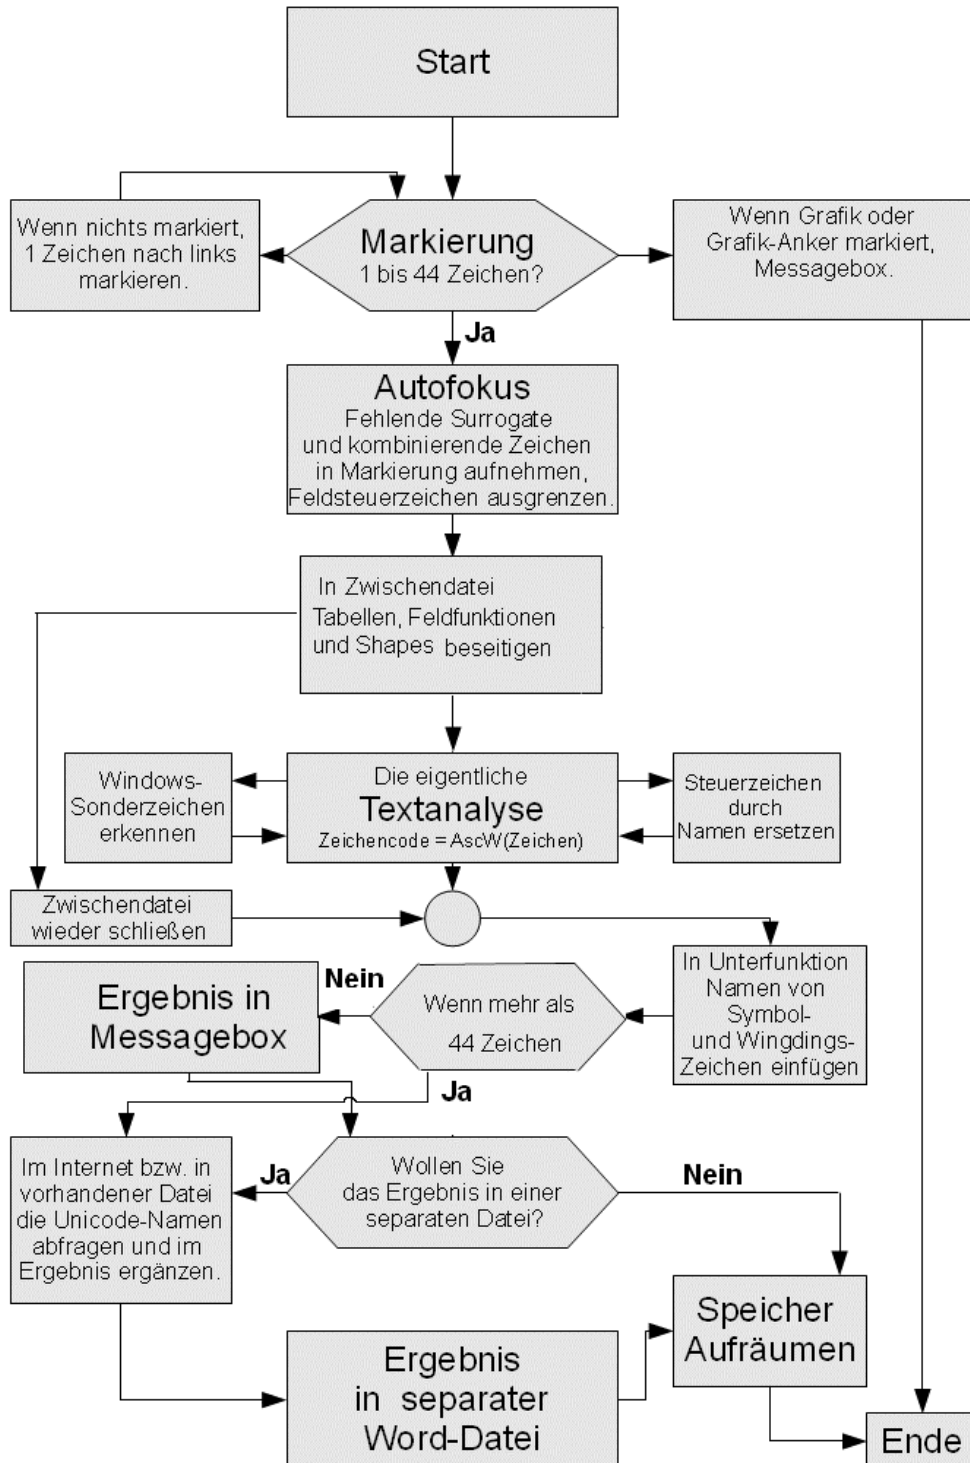 Start
Wenn nichts markiert,
1 Zeichen nach links
markieren.
Markierung
1 bis 44 Zeichen?
Wenn Grafik oder
Grafik-Anker markiert,
Messagebox.
Ja
Autofokus
Fehlende Surrogate
und kombinierende Zeichen
in Markierung aufnehmen,
Feldsteuerzeichen ausgrenzen.
In Zwischendatei
Tabellen, Feldfunktionen
und Shapes beseitigen
Windows-
Sonderzeichen
erkennen
Die eigentliche
Textanalyse
Zeichencode = AscW(Zeichen)
Steuerzeichen
durch
Namen ersetzen
Zwischendatei
wieder schließen
In Unterfunktion
Namen von
Symbol-
und Wingdings-
Zeichen einfügen
Wenn mehr als
44 Zeichen
Nein
Ergebnis in
Messagebox
Ja
Im Internet bzw. in
vorhandener Datei
die Unicode-Namen
abfragen und im
Ergebnis ergänzen.
Ja
Wollen Sie
das Ergebnis in einer
separaten Datei?
Nein
Ergebnis
in separater
Word-Datei
Speicher
Aufräumen
Ende